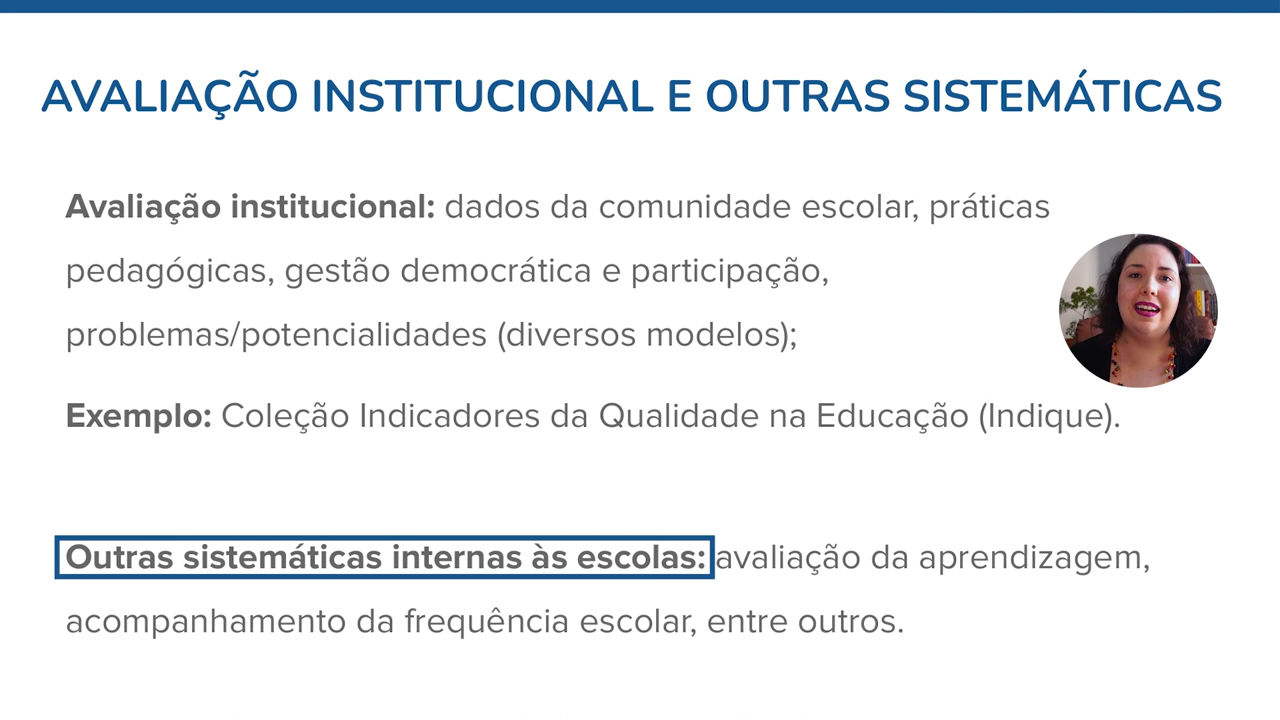 AVALIAÇÃO INSTITUCIONAL E OUTRAS SISTEMÁTICAS
Avaliação institucional: dados da comunidade escolar, práticas
pedagógicas, gestão democrática e participação,
problemas/potencialidades (diversos modelos);
Exemplo: Coleção Indicadores da Qualidade na Educação (Indique).
Outras sistemáticas internas às escolas: avaliação da aprendizagem,
acompanhamento da frequência escolar, entre outros.